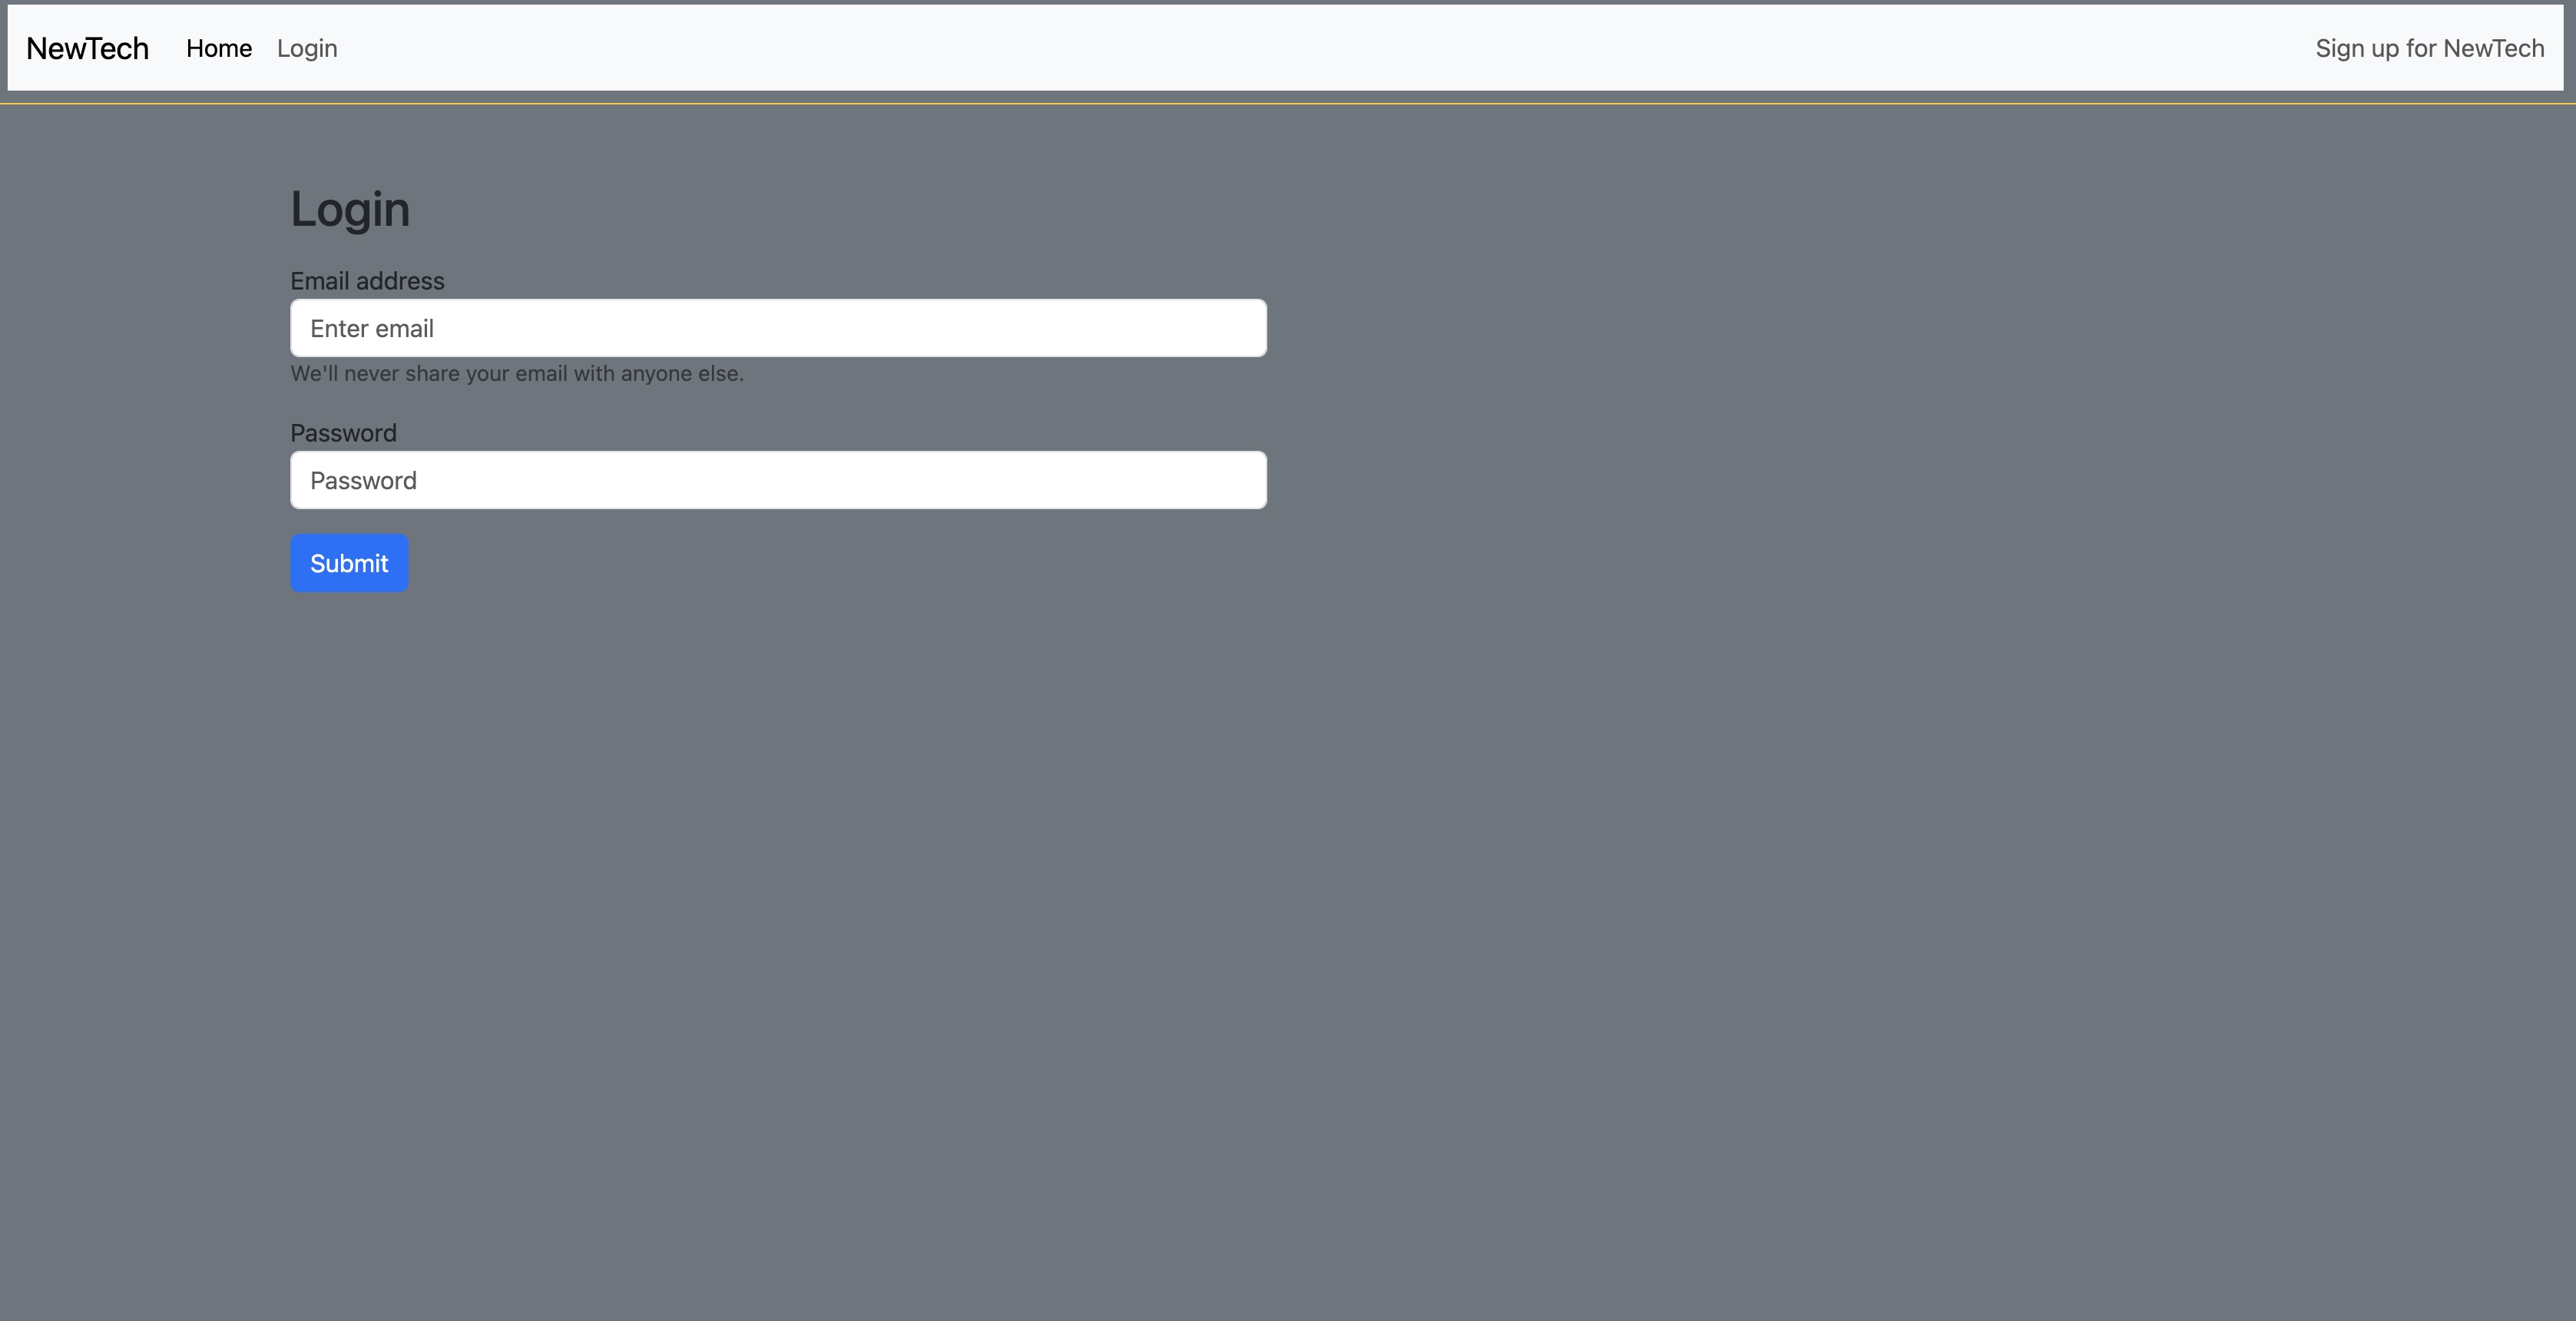 NewTech Home Login Sign up for NewTech
Login
Email address
Enter email
We'll never share your email with anyone else.
Password
Password
Submit